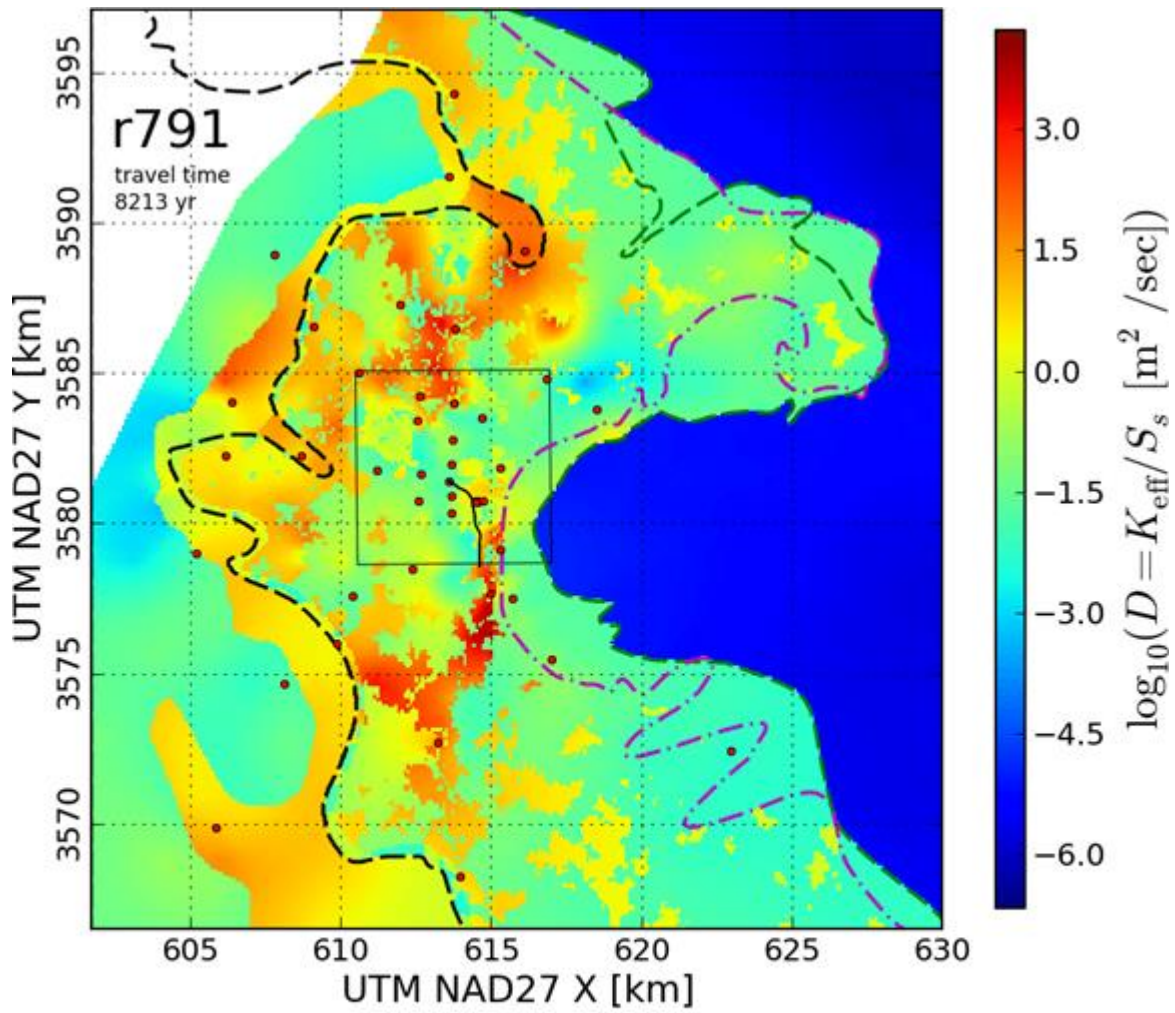 r791
travel time
8213 yr
3595
3590
3585
3580
3575
3570
UTM NAD27 Y [km]
605 610 615 620 625 630
UTM NAD27 X [km]
3.0
1.5
0.0
−1.5
−3.0
−4.5
−6.0
log₁₀(D = K_eff/S_s [m² /sec])